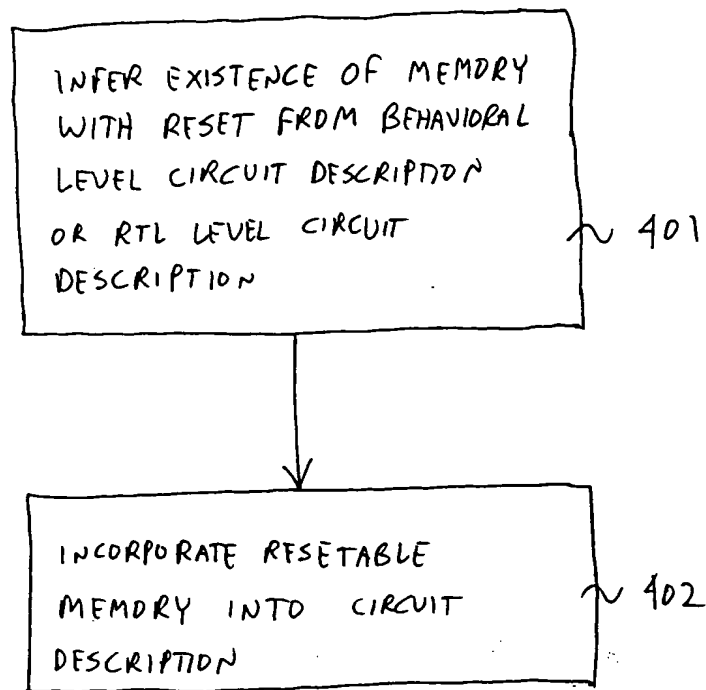 INFER EXISTENCE OF MEMORY
WITH RESET FROM BEHAVIORAL
LEVEL CIRCUIT DESCRIPTION
OR RTL LEVEL CIRCUIT
DESCRIPTION
401
INCORPORATE RESETABLE
MEMORY INTO CIRCUIT
DESCRIPTION
402